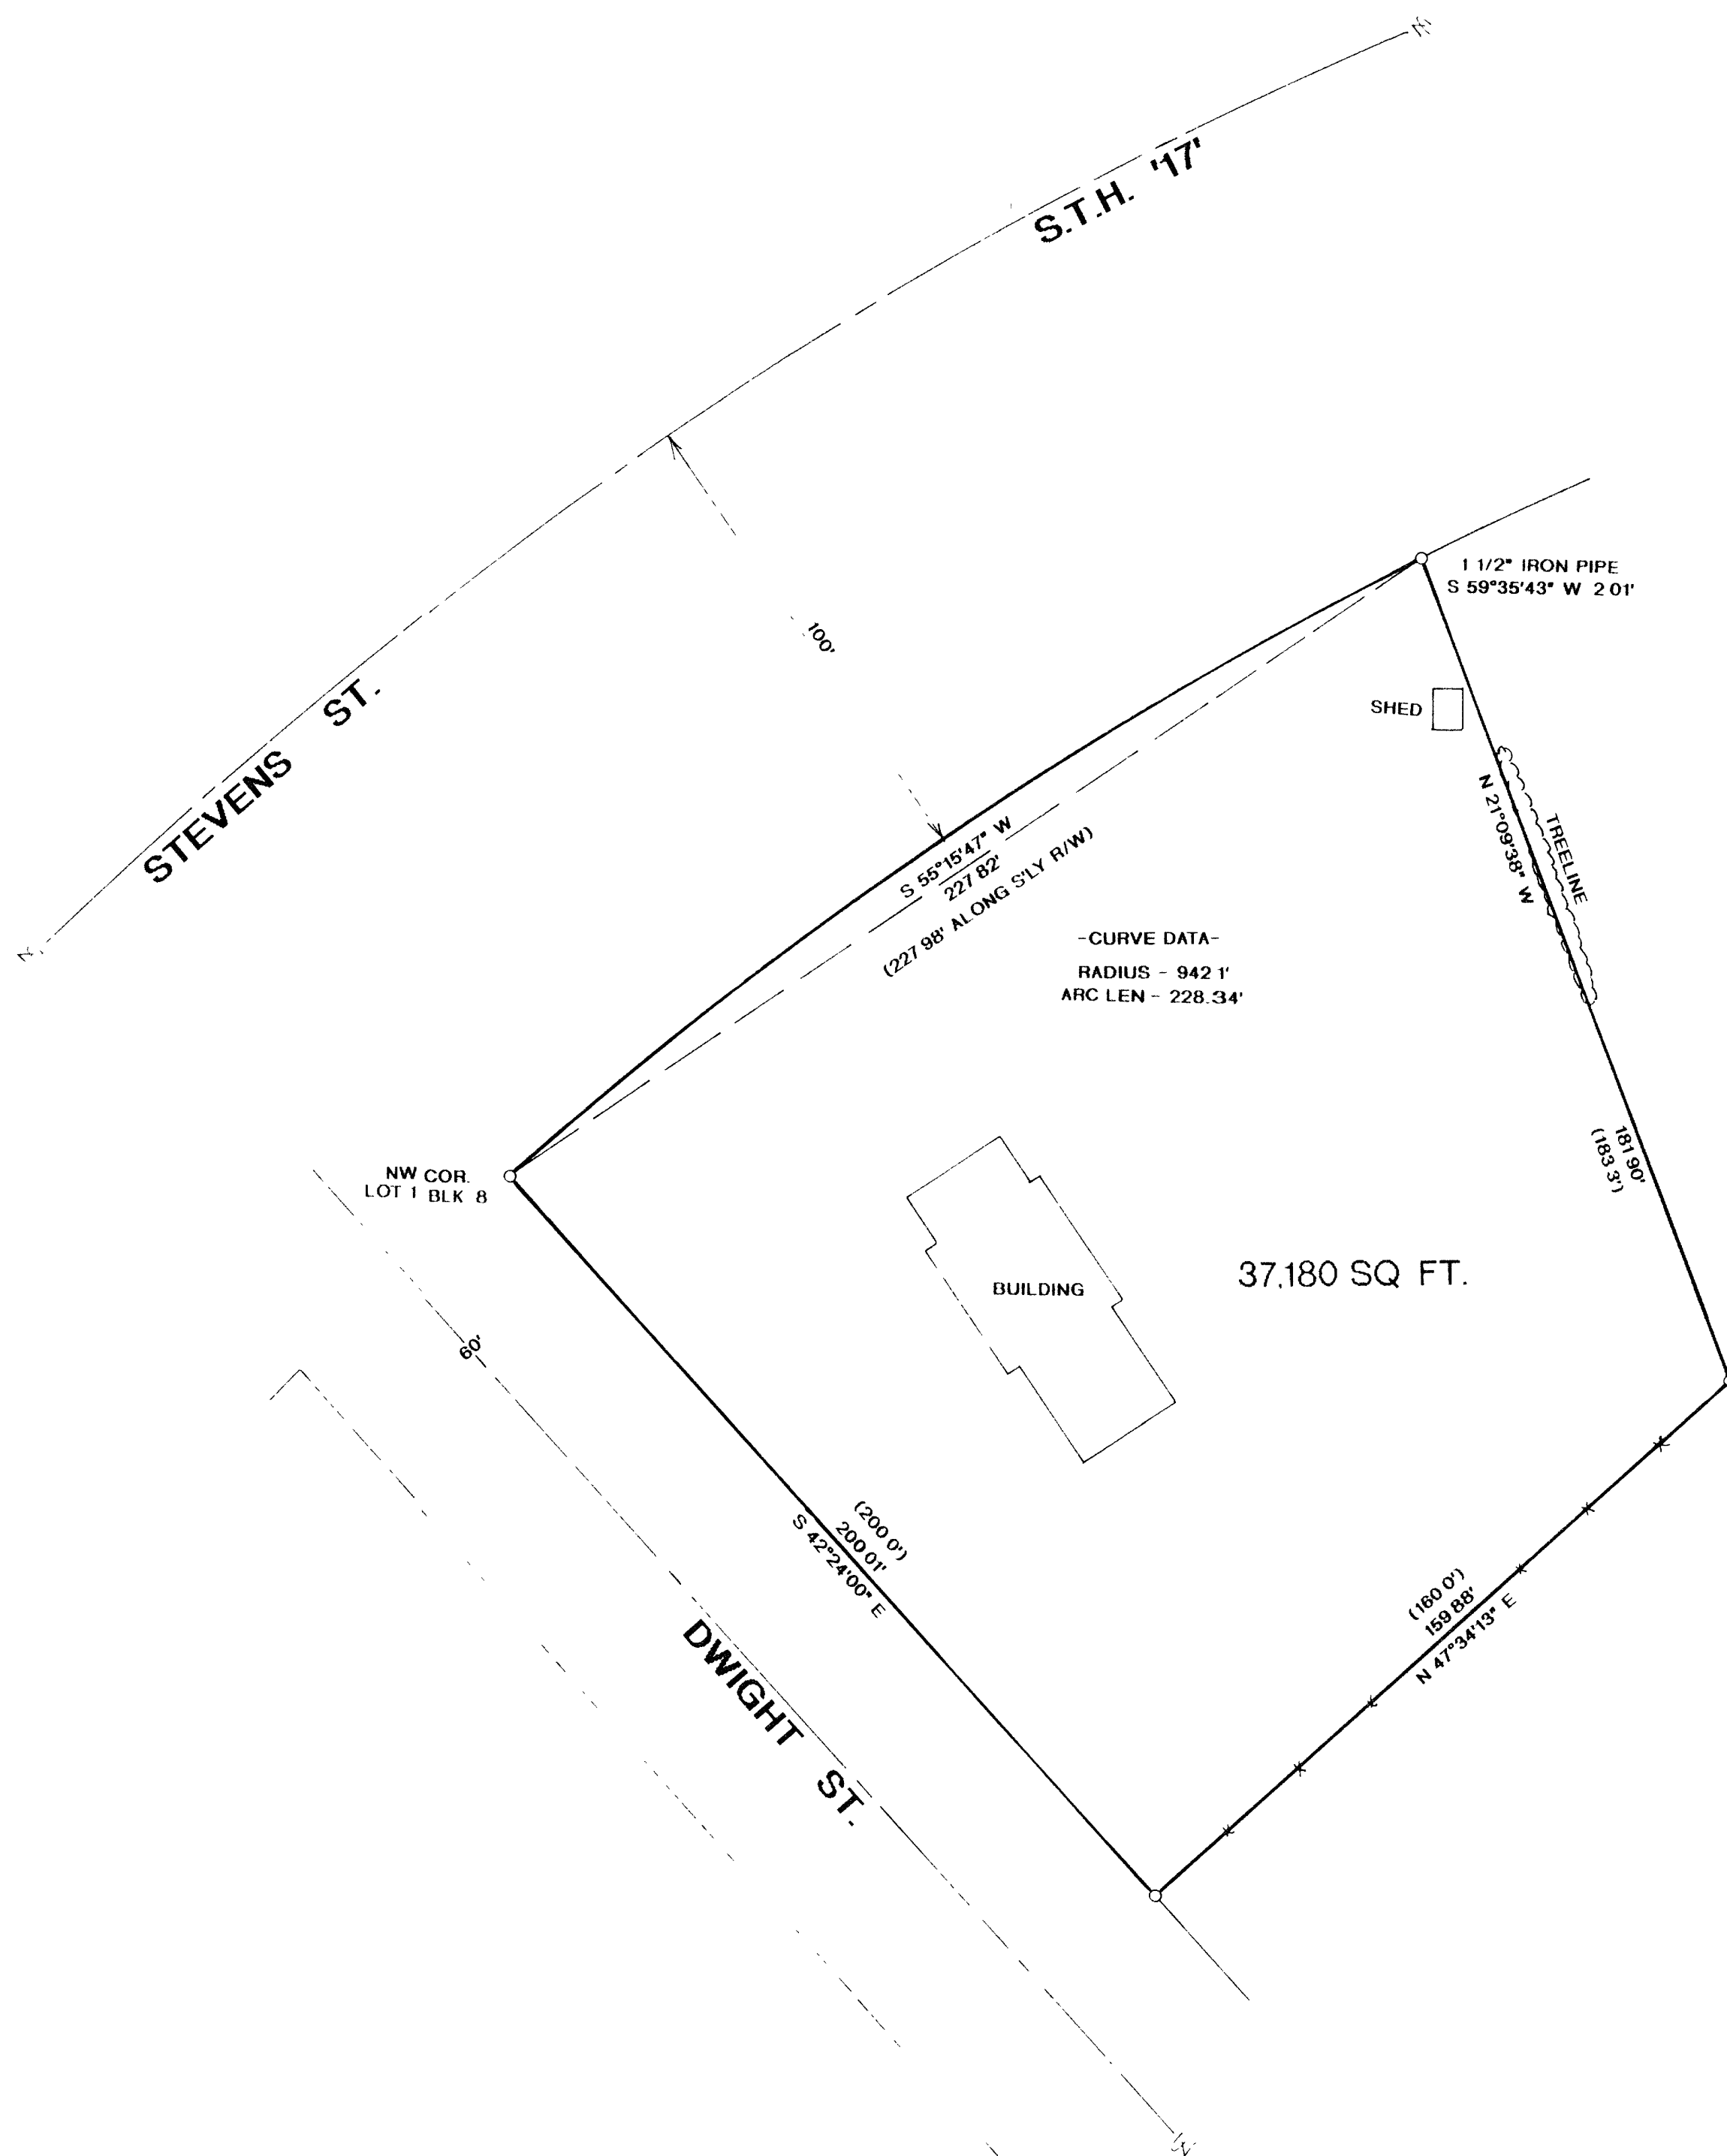 S.T.H. '17'
STEVENS ST.
100'
1 1/2" IRON PIPE
S 59°35'43" W 2 01'
SHED
TREELINE
N 21°09'38" W
181 90'
(183 3')
S 55°15'47" W
227 82'
(227 98' ALONG S'LY R/W)
-CURVE DATA-
RADIUS - 942 1'
ARC LEN - 228.34'
NW COR.
LOT 1 BLK 8
BUILDING
37,180 SQ FT.
60'
(200 0')
200 01'
S 42°24'00" E
(160 0')
159 88'
N 47°34'13" E
DWIGHT ST.